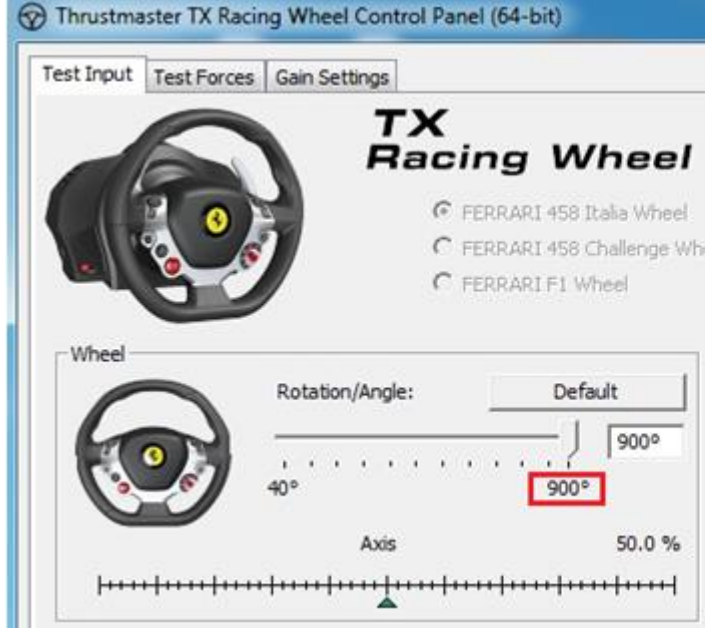 Thrustmaster TX Racing Wheel Control Panel (64-bit)
Test Input Test Forces Gain Settings
TX
Racing Wheel
FERRARI 458 Italia Wheel
FERRARI 458 Challenge
FERRARI F1 Wheel
Wheel
Rotation/Angle: Default
900°
40° 900°
Axis 50.0 %